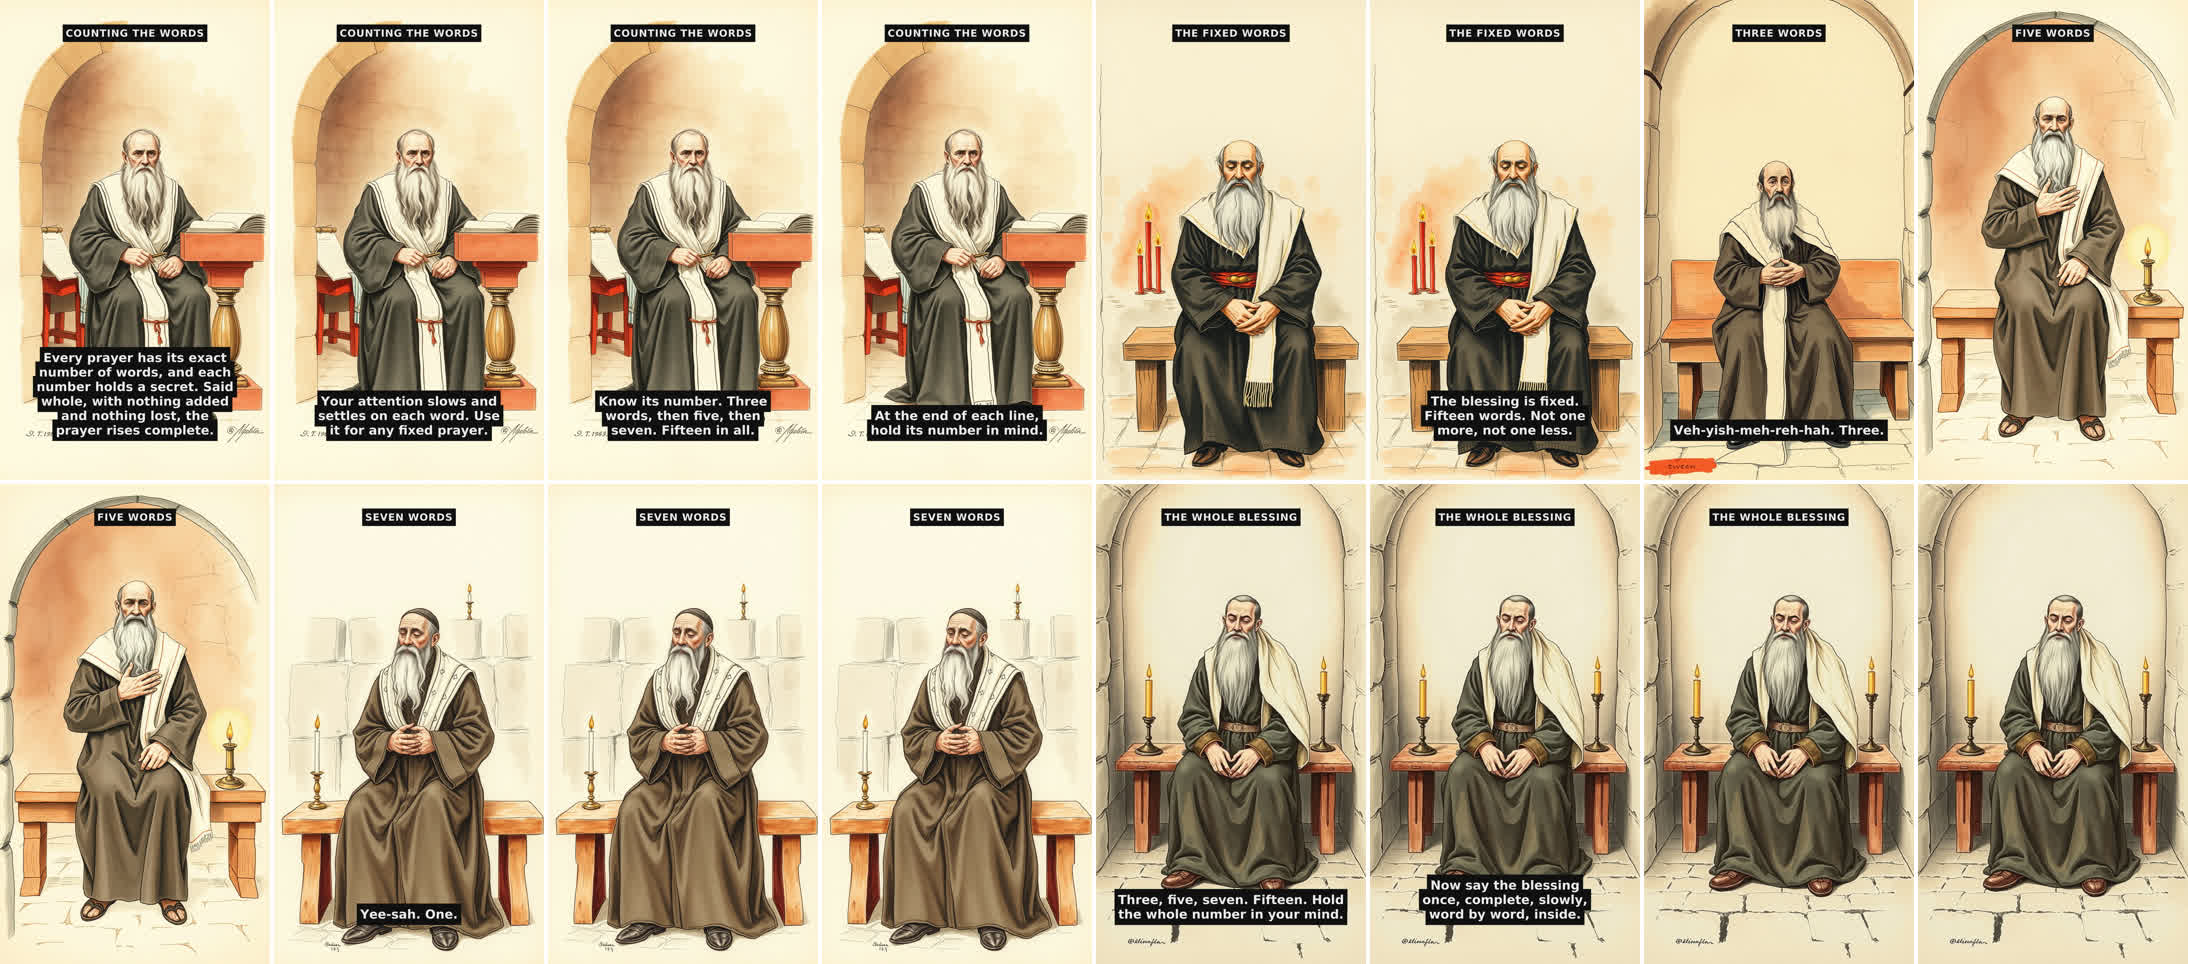 COUNTING THE WORDS
Every prayer has its exact
number of words, and each
number holds a secret. Said
whole, with nothing added
and nothing lost, the
prayer rises complete.
COUNTING THE WORDS
Your attention slows and
settles on each word. Use
it for any fixed prayer.
COUNTING THE WORDS
Know its number. Three
words, then five, then
seven. Fifteen in all.
COUNTING THE WORDS
At the end of each line,
hold its number in mind.
THE FIXED WORDS
THE FIXED WORDS
The blessing is fixed.
Fifteen words. Not one
more, not one less.
THREE WORDS
Veh-yish-meh-reh-hah. Three.
FIVE WORDS
FIVE WORDS
SEVEN WORDS
Yee-sah. One.
SEVEN WORDS
SEVEN WORDS
THE WHOLE BLESSING
Three, five, seven. Fifteen. Hold
the whole number in your mind.
THE WHOLE BLESSING
Now say the blessing
once, complete, slowly,
word by word, inside.
THE WHOLE BLESSING